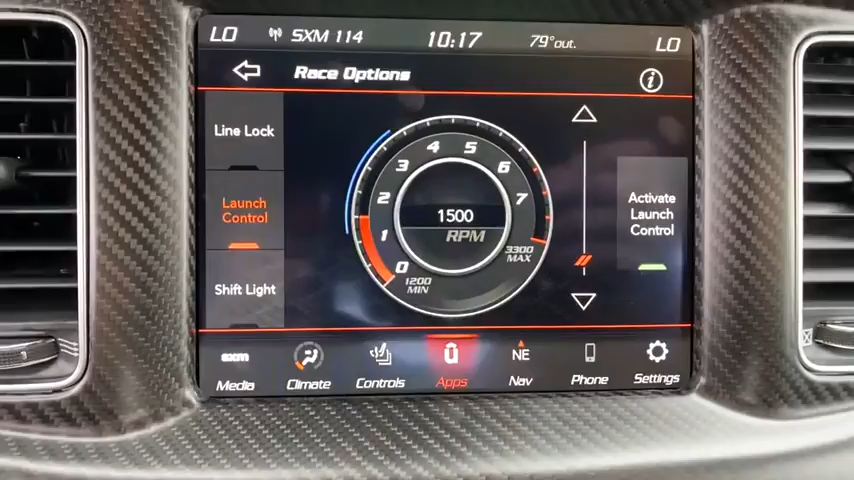 LO SXM 114 10:17 79°out. LO
Race Options i
Line Lock
Launch
Control
Shift Light
0 1 2 3 4 5 6 7
1500
RPM
1200
MIN
3300
MAX
Activate
Launch
Control
sxm û NE
Media Climate Controls Apps Nav Phone Settings